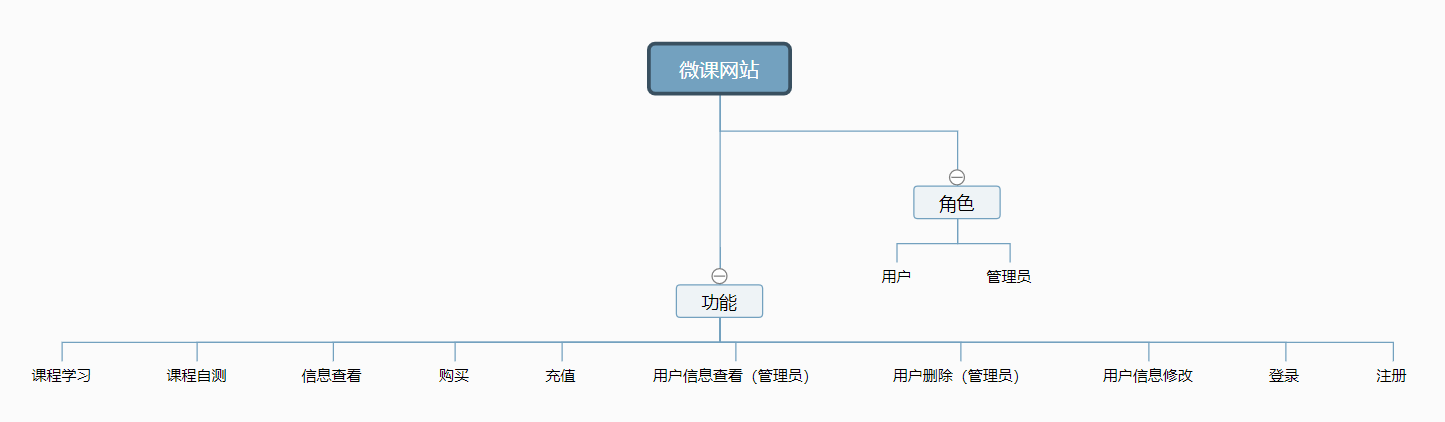 微课网站
角色
用户
管理员
功能
课程学习
课程自测
信息查看
购买
充值
用户信息查看（管理员）
用户删除（管理员）
用户信息修改
登录
注册